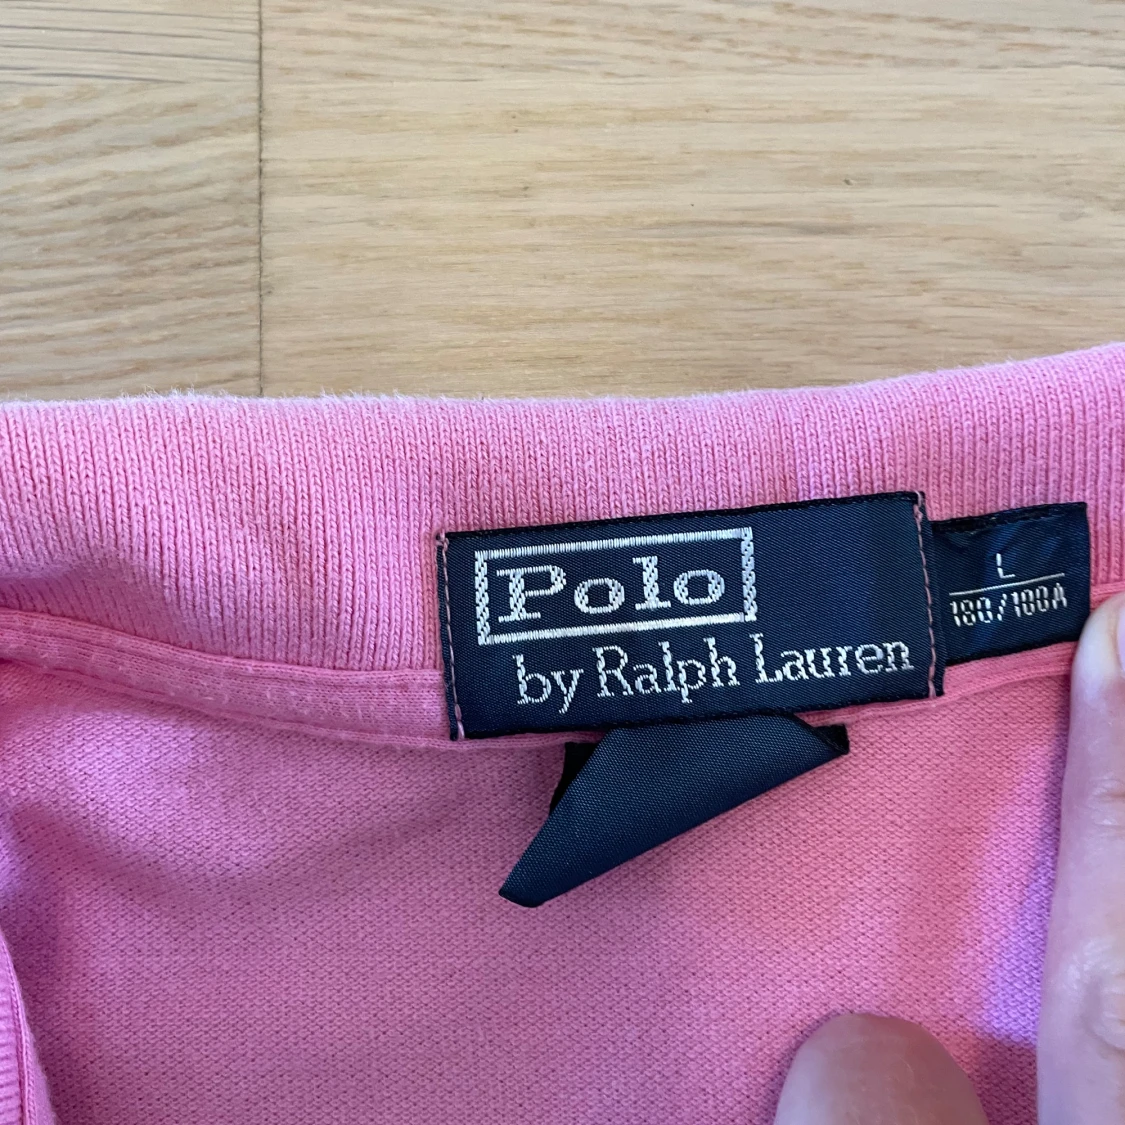 Polo
by Ralph Lauren
L
180/100A